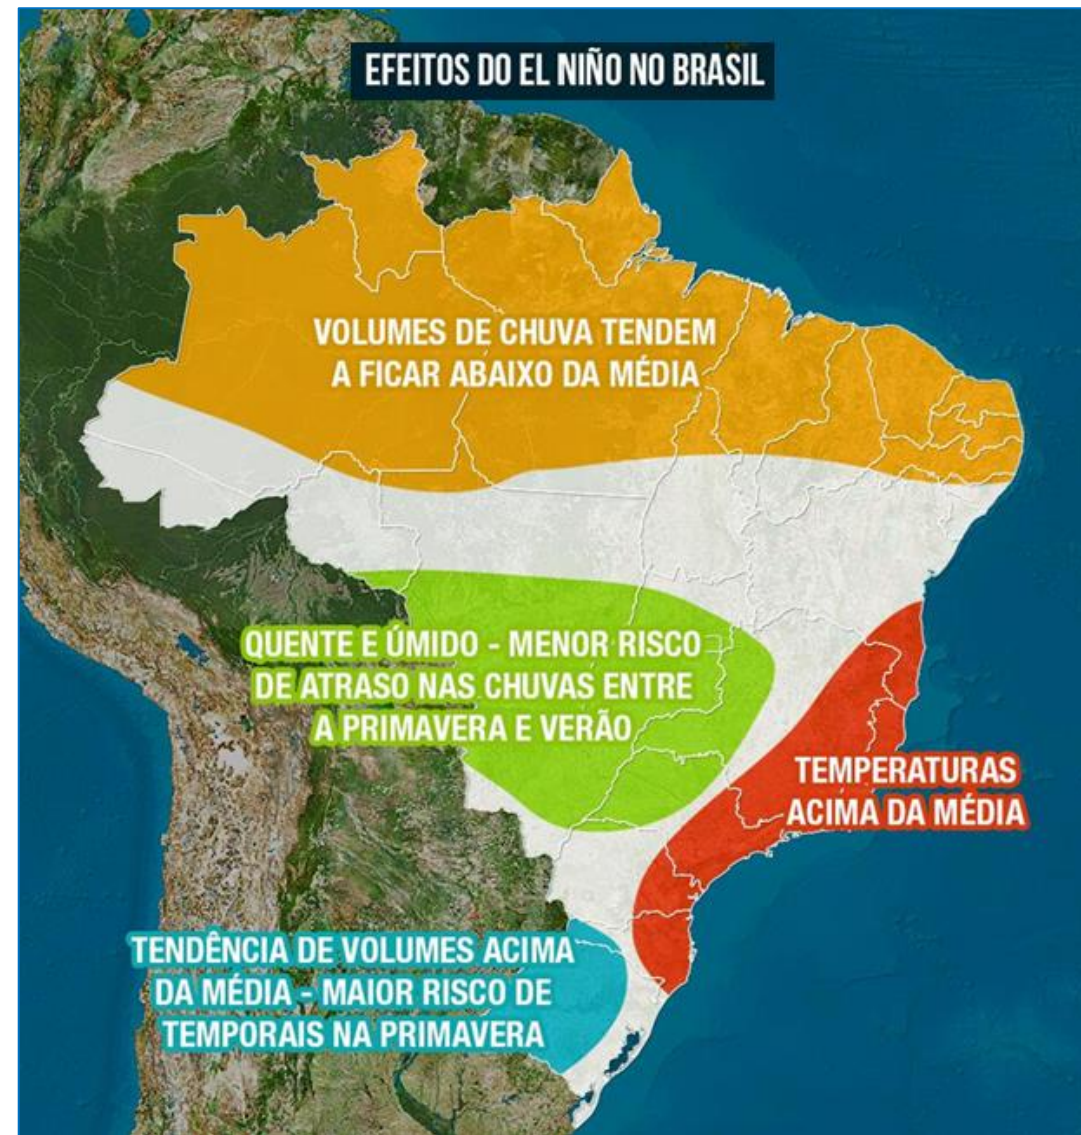 EFEITOS DO EL NIÑO NO BRASIL
VOLUMES DE CHUVA TENDEM
A FICAR ABAIXO DA MÉDIA
QUENTE E ÚMIDO - MENOR RISCO
DE ATRASO NAS CHUVAS ENTRE
A PRIMAVERA E VERÃO
TEMPERATURAS
ACIMA DA MÉDIA
TENDÊNCIA DE VOLUMES ACIMA
DA MÉDIA - MAIOR RISCO DE
TEMPORAIS NA PRIMAVERA